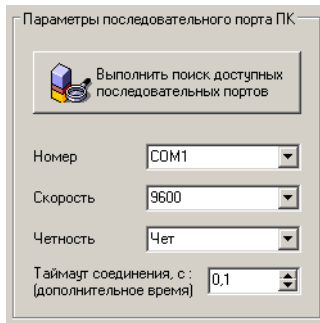 Параметры последовательного порта ПК
Выполнить поиск доступных
последовательных портов
Номер
COM1
Скорость
9600
Четность
Чет
Таймаут соединения, с :
(дополнительное время)
0,1